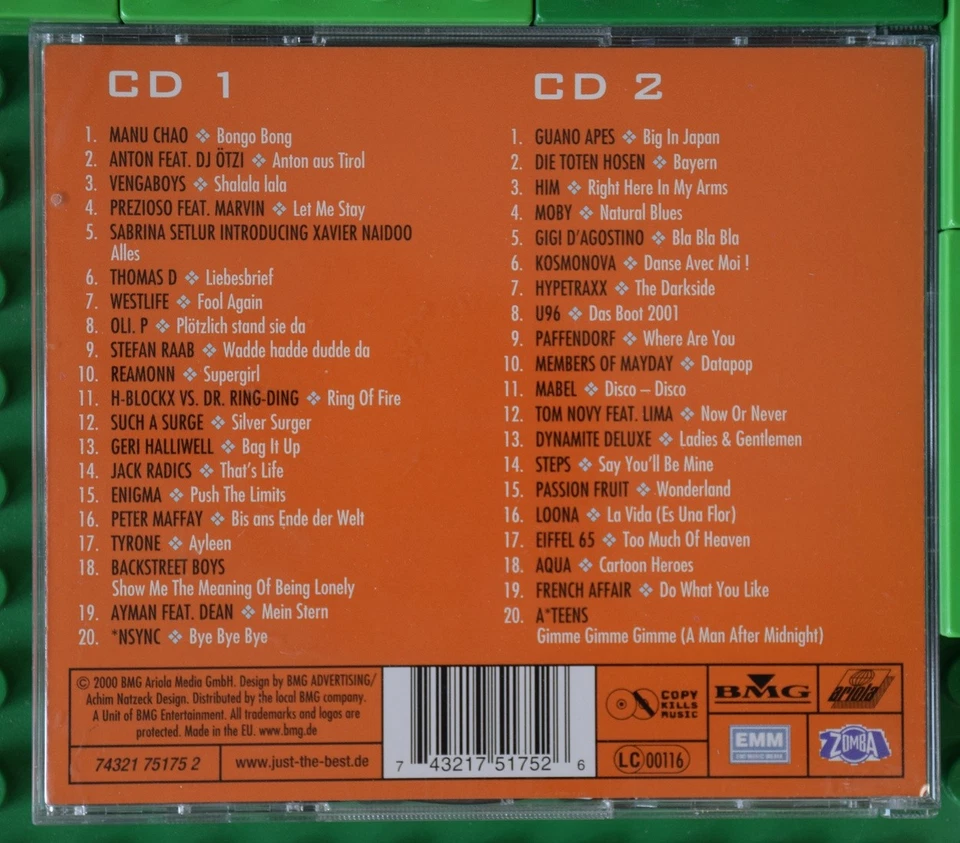 CD 1
1. MANU CHAO ❖ Bongo Bong
2. ANTON FEAT. DJ ÖTZI ❖ Anton aus Tirol
3. VENGABOYS ❖ Shalala lala
4. PREZIOSO FEAT. MARVIN ❖ Let Me Stay
5. SABRINA SETLUR INTRODUCING XAVIER NAIDOO
Alles
6. THOMAS D ❖ Liebesbrief
7. WESTLIFE ❖ Fool Again
8. OLI. P ❖ Plötzlich stand sie da
9. STEFAN RAAB ❖ Wadde hadde dudde da
10. REAMONN ❖ Supergirl
11. H-BLOCKX VS. DR. RING-DING ❖ Ring Of Fire
12. SUCH A SURGE ❖ Silver Surger
13. GERI HALLIWELL ❖ Bag It Up
14. JACK RADICS ❖ That's Life
15. ENIGMA ❖ Push The Limits
16. PETER MAFFAY ❖ Bis ans Ende der Welt
17. TYRONE ❖ Ayleen
18. BACKSTREET BOYS
Show Me The Meaning Of Being Lonely
19. AYMAN FEAT. DEAN ❖ Mein Stern
20. *NSYNC ❖ Bye Bye Bye
CD 2
1. GUANO APES ❖ Big In Japan
2. DIE TOTEN HOSEN ❖ Bayern
3. HIM ❖ Right Here In My Arms
4. MOBY ❖ Natural Blues
5. GIGI D'AGOSTINO ❖ Bla Bla Bla
6. KOSMONOVA ❖ Danse Avec Moi !
7. HYPETRAXX ❖ The Darkside
8. U96 ❖ Das Boot 2001
9. PAFFENDORF ❖ Where Are You
10. MEMBERS OF MAYDAY ❖ Datapop
11. MABEL ❖ Disco – Disco
12. TOM NOVY FEAT. LIMA ❖ Now Or Never
13. DYNAMITE DELUXE ❖ Ladies & Gentlemen
14. STEPS ❖ Say You'll Be Mine
15. PASSION FRUIT ❖ Wonderland
16. LOONA ❖ La Vida (Es Una Flor)
17. EIFFEL 65 ❖ Too Much Of Heaven
18. AQUA ❖ Cartoon Heroes
19. FRENCH AFFAIR ❖ Do What You Like
20. A*TEENS
Gimme Gimme Gimme (A Man After Midnight)
© 2000 BMG Ariola Media GmbH. Design by BMG ADVERTISING/
Achim Natzeck Design. Distributed by the local BMG company.
A Unit of BMG Entertainment. All trademarks and logos are
protected. Made in the EU. www.bmg.de
74321 75175 2
www.just-the-best.de
7 43217 51752 6
COPY
KILLS
MUSIC
BMG
ariola
LC 00116
EMM
ZOMBA